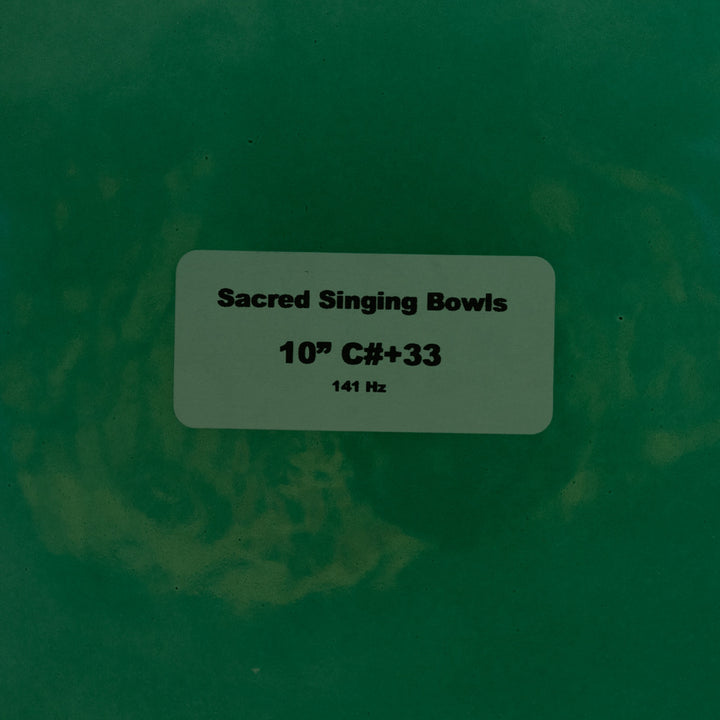 Sacred Singing Bowls
10” C#+33
141 Hz